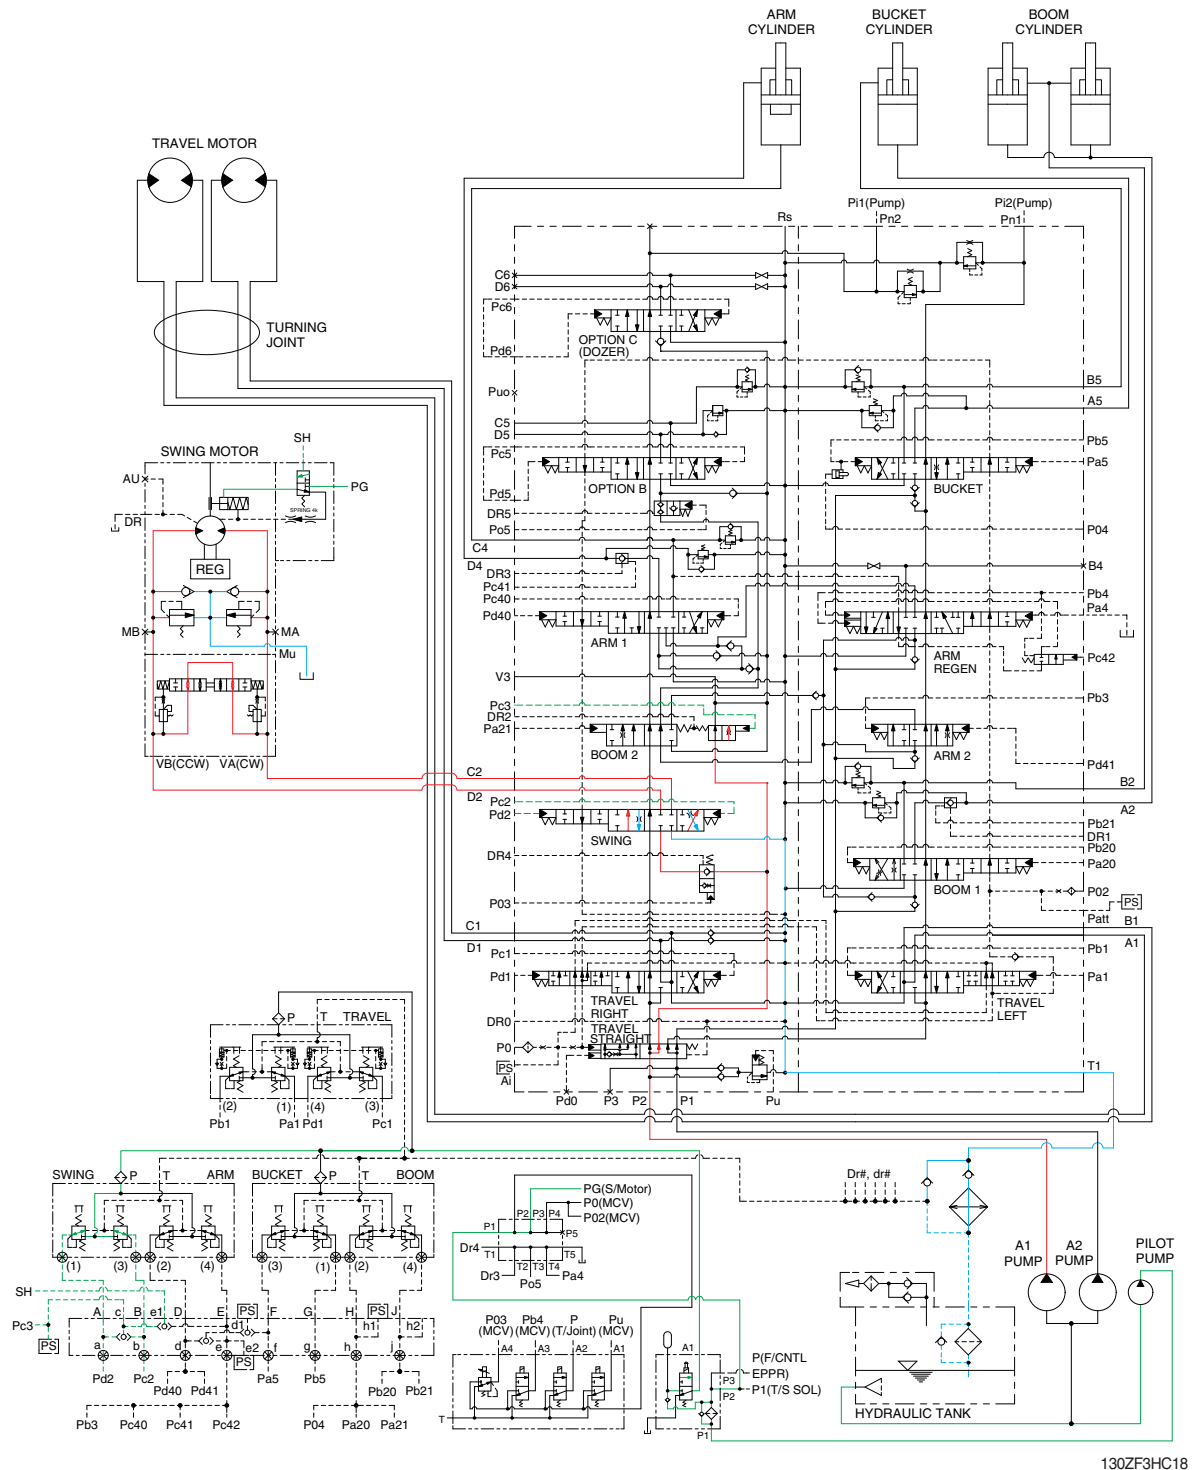 ARM
CYLINDER
BUCKET
CYLINDER
BOOM
CYLINDER
TRAVEL MOTOR
TURNING
JOINT
Pi1(Pump)
Pn2
Pi2(Pump)
Pn1
Rs
C6
D6
Pc6
Pd6
OPTION C
(DOZER)
Puo
B5
A5
C5
D5
Pc5
Pd5
OPTION B
Pb5
Pa5
BUCKET
DR5
Po5
P04
C4
D4
DR3
Pc41
Pc40
Pd40
ARM 1
B4
Pb4
Pa4
ARM
REGEN
Pc42
V3
Pc3
DR2
Pa21
BOOM 2
Pb3
ARM 2
Pd41
SWING MOTOR
SH
AU
PG
SPRING 4k
DR
REG
MB
MA
Mu
VB(CCW)
VA(CW)
C2
D2
Pc2
Pd2
SWING
B2
A2
Pb21
DR1
Pb20
Pa20
BOOM 1
DR4
P03
P02
PS
Patt
C1
D1
B1
A1
Pc1
Pd1
TRAVEL
RIGHT
Pb1
Pa1
TRAVEL
LEFT
DR0
TRAVEL
STRAIGHT
P0
PS
Ai
Pd0
P3
P2
P1
Pu
T1
P
T
TRAVEL
(2)
(1)
(4)
(3)
Pb1
Pa1
Pd1
Pc1
SWING
P
T
ARM
BUCKET
P
T
BOOM
(1)
(3)
(2)
(4)
(3)
(1)
(2)
(4)
SH
Pc3
PS
A
c
B
e1
D
E
PS
F
G
H
PS
J
d1
h1
h2
a
b
d
e
e2
f
g
h
j
PS
Pd2
Pc2
Pd40
Pd41
Pa5
Pb5
Pb20
Pb21
Pb3
Pc40
Pc41
Pc42
P04
Pa20
Pa21
PG(S/Motor)
P0(MCV)
P02(MCV)
P1
P2
P3
P4
P5
Dr4
T1
T5
T2
T3
T4
Dr3
Po5
Pa4
P03
(MCV)
Pb4
(MCV)
P
(T/Joint)
Pu
(MCV)
A4
A3
A2
A1
T
A1
P(F/CNTL
EPPR)
P3
P2
P1(T/S SOL)
P1
Dr#, dr#
A1
PUMP
A2
PUMP
PILOT
PUMP
HYDRAULIC TANK
130ZF3HC18